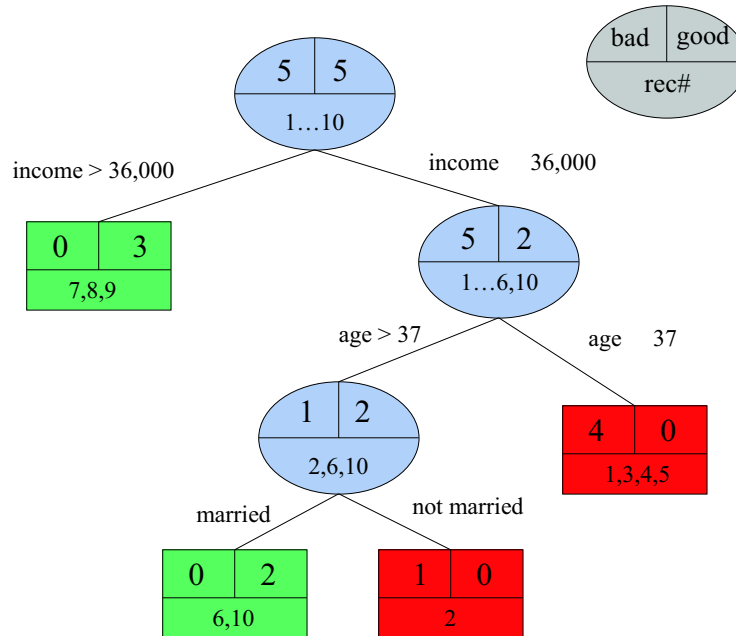 bad good
rec#
5 5
1…10
income > 36,000
income 36,000
0 3
7,8,9
5 2
1…6,10
age > 37
age 37
1 2
2,6,10
4 0
1,3,4,5
married
not married
0 2
6,10
1 0
2